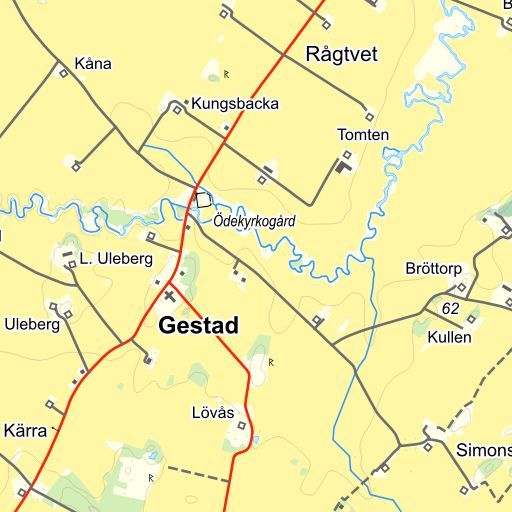 Rågtvet
Kåna
Kungsbacka
Tomten
Ödekyrkogård
L. Uleberg
Bröttorp
62
Uleberg
Gestad
Kullen
Lövås
Kärra
Simons
R
R
R
B